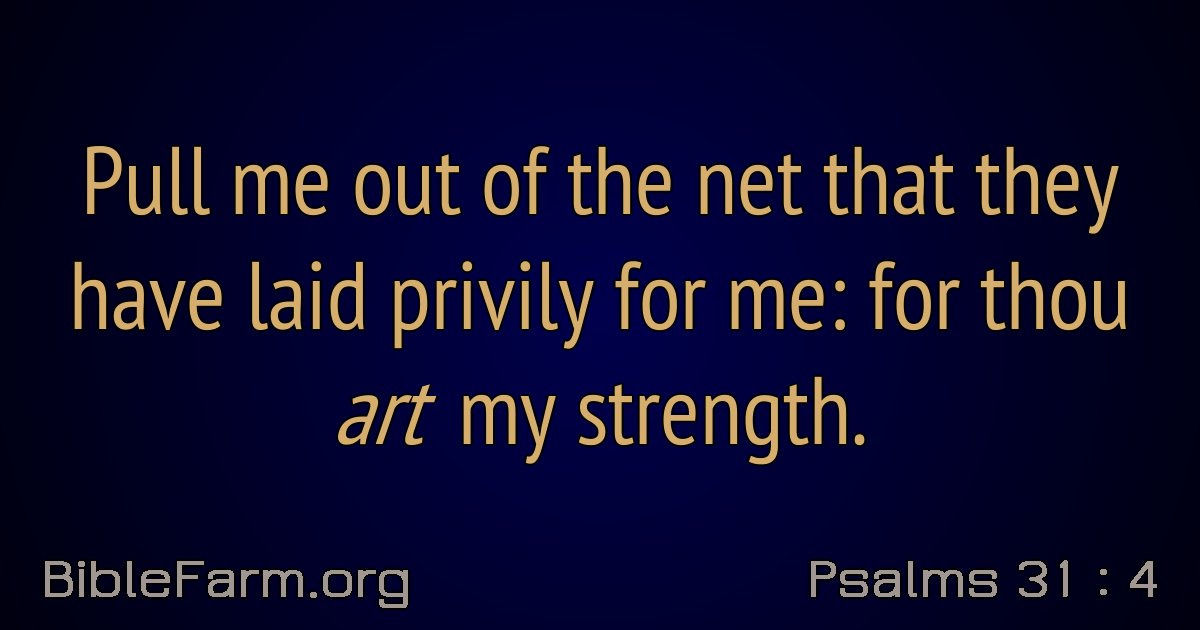 Pull me out of the net that they
have laid privily for me: for thou
art my strength.
BibleFarm.org
Psalms 31 : 4